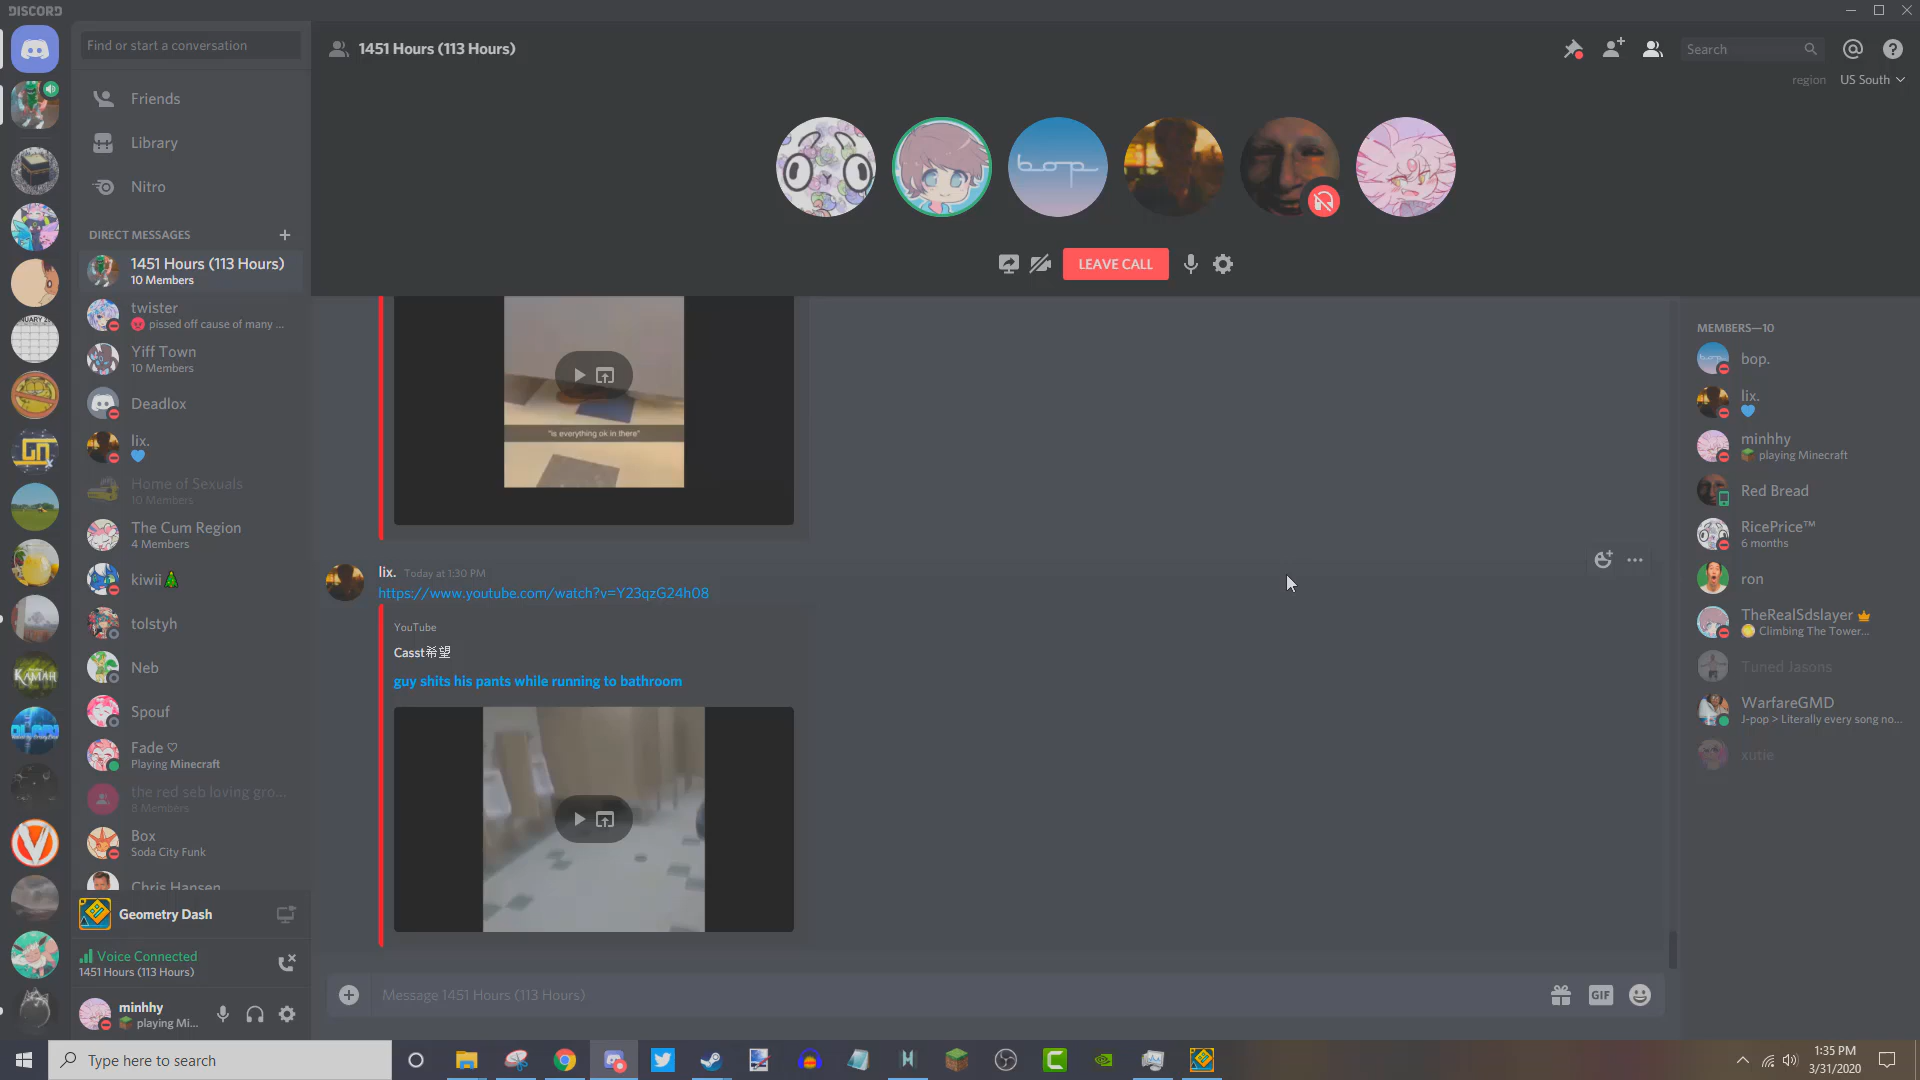 DISCORD
Find or start a conversation
Friends
Library
Nitro
DIRECT MESSAGES
1451 Hours (113 Hours)
10 Members
twister
pissed off cause of many ...
Yiff Town
10 Members
Deadlox
lix.
Home of Sexuals
10 Members
The Cum Region
4 Members
kiwii
tolstyh
Neb
Spouf
Fade ♡
Playing Minecraft
the red seb loving gro...
8 Members
Box
Soda City Funk
Chris Hansen
Geometry Dash
Voice Connected
1451 Hours (113 Hours)
minhhy
playing Mi...
KAMAH
1451 Hours (113 Hours)
Search
region US South
bop
LEAVE CALL
"is everything ok in there"
lix. Today at 1:30 PM
https://www.youtube.com/watch?v=Y23qzG24h08
YouTube
Casst希望
guy shits his pants while running to bathroom
Message 1451 Hours (113 Hours)
GIF
MEMBERS—10
bop.
lix.
minhhy
playing Minecraft
Red Bread
RicePrice™
6 months
ron
TheRealSdslayer
Climbing The Tower...
Tuned Jasons
WarfareGMD
J-pop > Literally every song no...
xutie
Type here to search
1:35 PM
3/31/2020